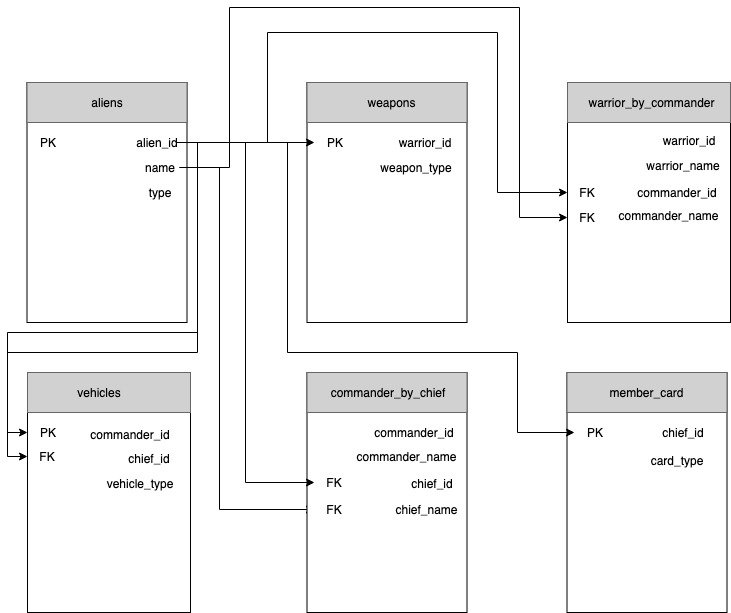 aliens
PK alien_id
name
type
weapons
PK warrior_id
weapon_type
warrior_by_commander
warrior_id
warrior_name
FK commander_id
FK commander_name
vehicles
PK commander_id
FK chief_id
vehicle_type
commander_by_chief
commander_id
commander_name
FK chief_id
FK chief_name
member_card
PK chief_id
card_type